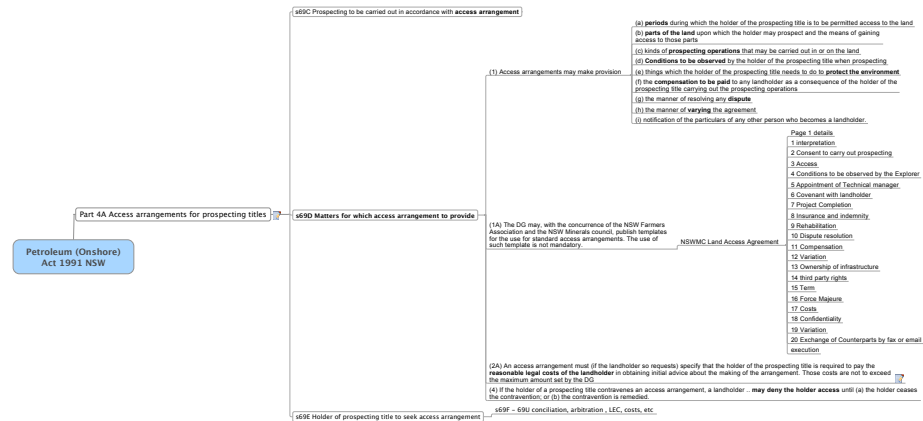 s69C Prospecting to be carried out in accordance with access arrangement
(a) periods during which the holder of the prospecting title is to be permitted access to the land
(b) parts of the land upon which the holder may prospect and the means of gaining
access to those parts
(c) kinds of prospecting operations that may be carried out in or on the land
(d) Conditions to be observed by the holder of the prospecting title when prospecting
(1) Access arrangements may make provision
(e) things which the holder of the prospecting title needs to do to protect the environment
(f) the compensation to be paid to any landholder as a consequence of the holder of the
prospecting title carrying out the prospecting operations
(g) the manner of resolving any dispute
(h) the manner of varying the agreement
(i) notification of the particulars of any other person who becomes a landholder.
Petroleum (Onshore)
Act 1991 NSW
Part 4A Access arrangements for prospecting titles
s69D Matters for which access arrangement to provide
(1A) The DG may, with the concurrence of the NSW Farmers
Association and the NSW Minerals council, publish templates
for the use for standard access arrangements. The use of
such template is not mandatory.
NSWMC Land Access Agreement
Page 1 details
1 interpretation
2 Consent to carry out prospecting
3 Access
4 Conditions to be observed by the Explorer
5 Appointment of Technical manager
6 Covenant with landholder
7 Project Completion
8 Insurance and indemnity
9 Rehabilitation
10 Dispute resolution
11 Compensation
12 Variation
13 Ownership of infrastructure
14 third party rights
15 Term
16 Force Majeure
17 Costs
18 Confidentiality
19 Variation
20 Exchange of Counterparts by fax or email
execution
(2A) An access arrangement must (if the landholder so requests) specify that the holder of the prospecting title is required to pay the
reasonable legal costs of the landholder in obtaining initial advice about the making of the arrangement. Those costs are not to exceed
the maximum amount set by the DG
(4) If the holder of a prospecting title contravenes an access arrangement, a landholder .. may deny the holder access until (a) the holder ceases
the contravention; or (b) the contravention is remedied.
s69E Holder of prospecting title to seek access arrangement
s69F – 69U conciliation, arbitration , LEC, costs, etc